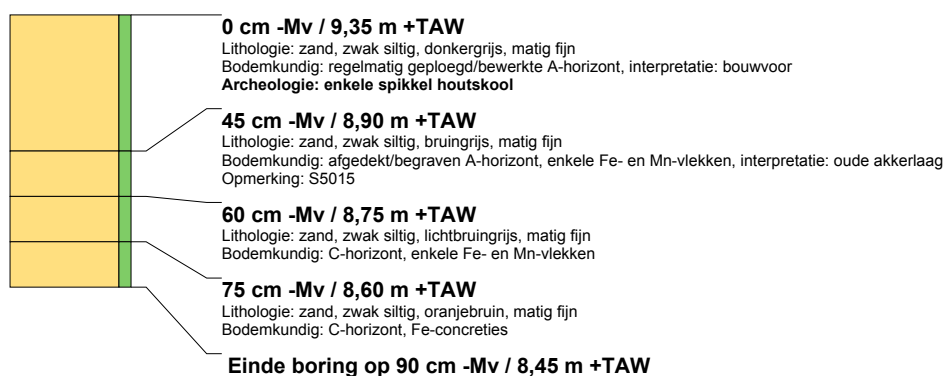 0 cm -Mv / 9,35 m +TAW
Lithologie: zand, zwak siltig, donkergrijs, matig fijn
Bodemkundig: regelmatig geploegd/bewerkte A-horizont, interpretatie: bouwvoor
Archeologie: enkele spikkel houtskool
45 cm -Mv / 8,90 m +TAW
Lithologie: zand, zwak siltig, bruingrijs, matig fijn
Bodemkundig: afgedekt/begraven A-horizont, enkele Fe- en Mn-vlekken, interpretatie: oude akkerlaag
Opmerking: S5015
60 cm -Mv / 8,75 m +TAW
Lithologie: zand, zwak siltig, lichtbruingrijs, matig fijn
Bodemkundig: C-horizont, enkele Fe- en Mn-vlekken
75 cm -Mv / 8,60 m +TAW
Lithologie: zand, zwak siltig, oranjebruin, matig fijn
Bodemkundig: C-horizont, Fe-concreties
Einde boring op 90 cm -Mv / 8,45 m +TAW